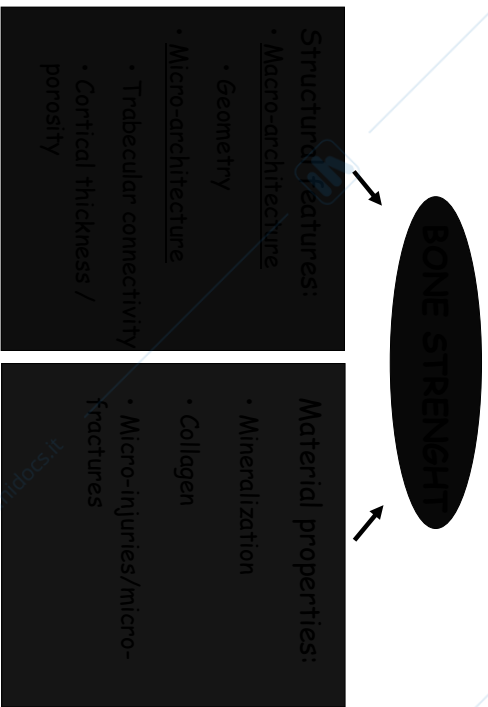 BONE STRENGHT
Structural features:
• Macro-architecture
• Geometry
• Micro-architecture
• Trabecular connectivity
• Cortical thickness /
porosity
Material properties:
• Mineralization
• Collagen
• Micro-injuries/micro-
fractures